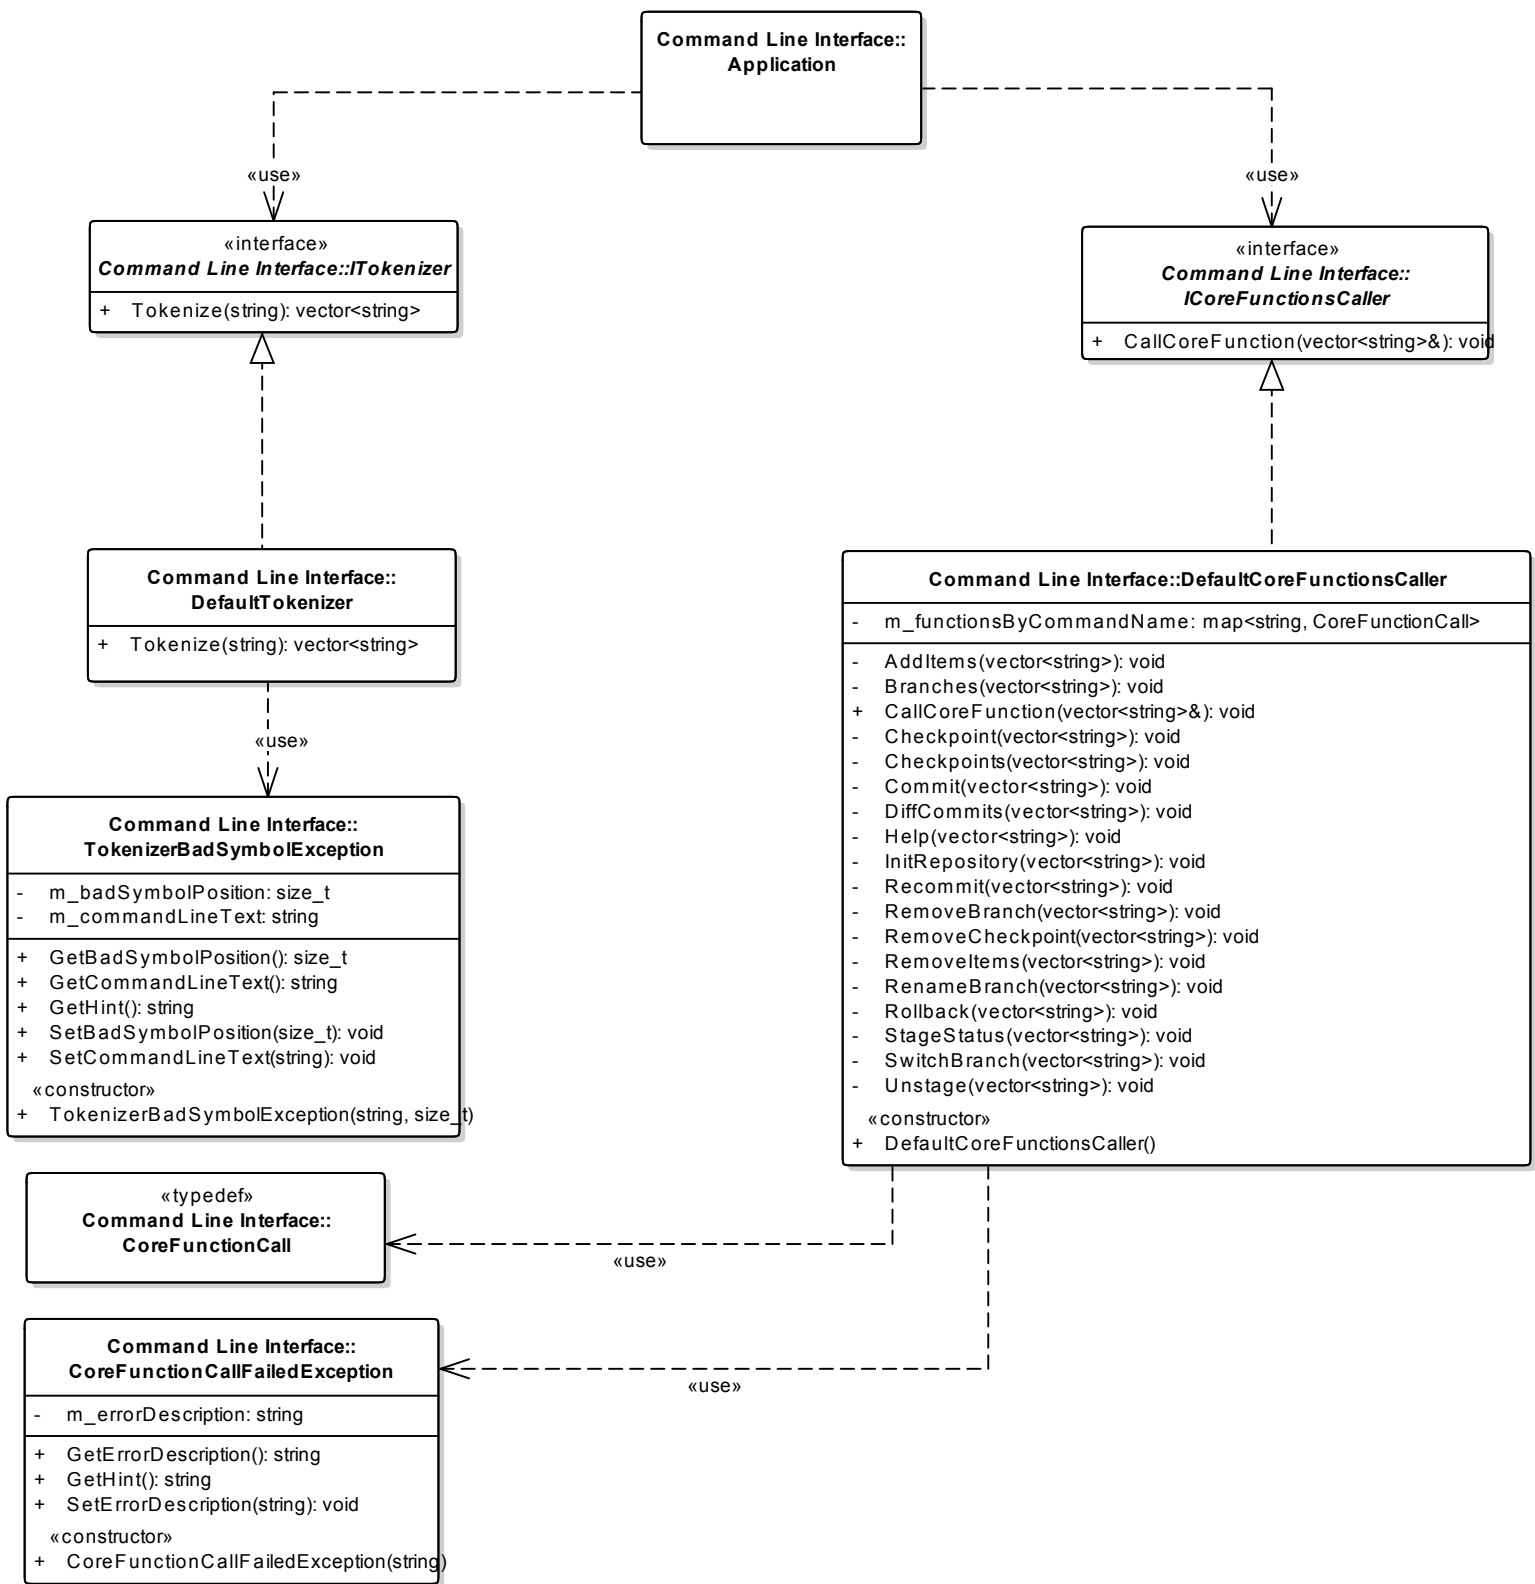 Command Line Interface::
Application
«use»
«use»
«interface»
Command Line Interface::ITokenizer
+ Tokenize(string): vector<string>
«interface»
Command Line Interface::
ICoreFunctionsCaller
+ CallCoreFunction(vector<string>&): void
Command Line Interface::
DefaultTokenizer
+ Tokenize(string): vector<string>
«use»
Command Line Interface::DefaultCoreFunctionsCaller
- m_functionsByCommandName: map<string, CoreFunctionCall>
- AddItems(vector<string>): void
- Branches(vector<string>): void
+ CallCoreFunction(vector<string>&): void
- Checkpoint(vector<string>): void
- Checkpoints(vector<string>): void
- Commit(vector<string>): void
- DiffCommits(vector<string>): void
- Help(vector<string>): void
- InitRepository(vector<string>): void
- Recommit(vector<string>): void
- RemoveBranch(vector<string>): void
- RemoveCheckpoint(vector<string>): void
- RemoveItems(vector<string>): void
- RenameBranch(vector<string>): void
- Rollback(vector<string>): void
- StageStatus(vector<string>): void
- SwitchBranch(vector<string>): void
- Unstage(vector<string>): void
«constructor»
+ DefaultCoreFunctionsCaller()
Command Line Interface::
TokenizerBadSymbolException
- m_badSymbolPosition: size_t
- m_commandLineText: string
+ GetBadSymbolPosition(): size_t
+ GetCommandLineText(): string
+ GetHint(): string
+ SetBadSymbolPosition(size_t): void
+ SetCommandLineText(string): void
«constructor»
+ TokenizerBadSymbolException(string, size_t)
«typedef»
Command Line Interface::
CoreFunctionCall
«use»
Command Line Interface::
CoreFunctionCallFailedException
- m_errorDescription: string
+ GetErrorDescription(): string
+ GetHint(): string
+ SetErrorDescription(string): void
«constructor»
+ CoreFunctionCallFailedException(string)
«use»